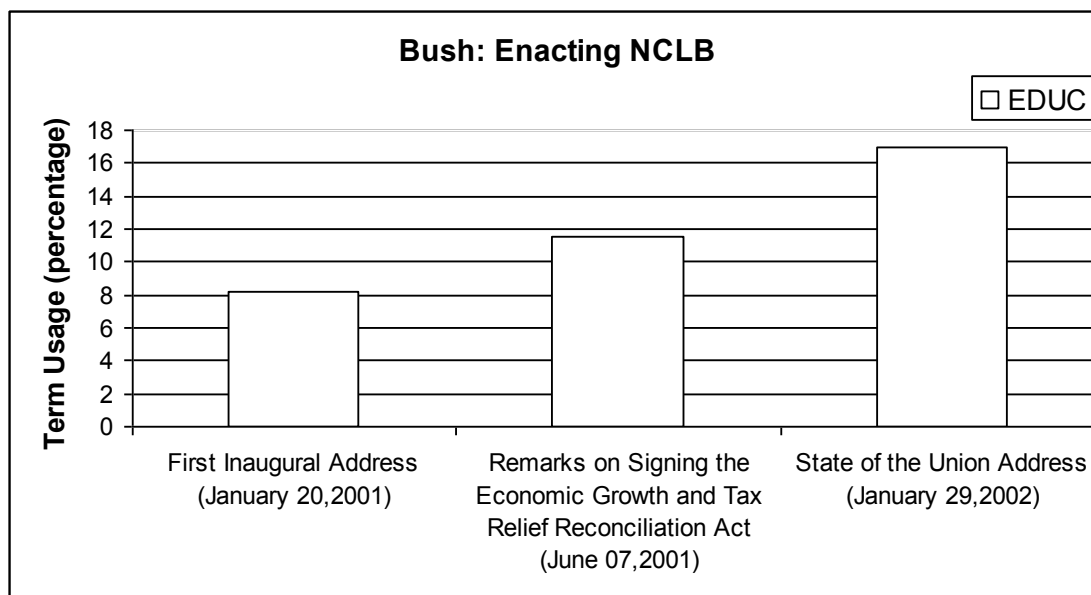 Bush: Enacting NCLB
EDUC
Term Usage (percentage)
18
16
14
12
10
8
6
4
2
0
First Inaugural Address
(January 20,2001)
Remarks on Signing the
Economic Growth and Tax
Relief Reconciliation Act
(June 07,2001)
State of the Union Address
(January 29,2002)